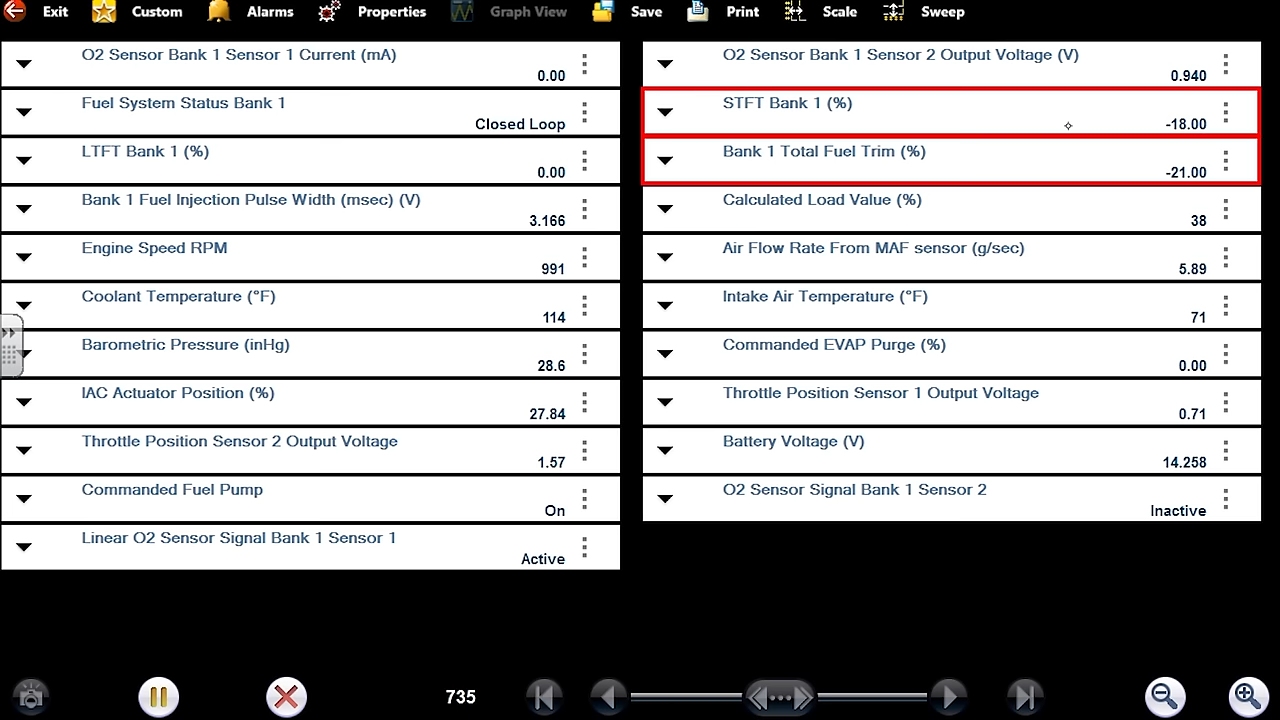 Exit Custom Alarms Properties Graph View Save Print Scale Sweep
O2 Sensor Bank 1 Sensor 1 Current (mA)
0.00
O2 Sensor Bank 1 Sensor 2 Output Voltage (V)
0.940
Fuel System Status Bank 1
Closed Loop
STFT Bank 1 (%)
-18.00
LTFT Bank 1 (%)
0.00
Bank 1 Total Fuel Trim (%)
-21.00
Bank 1 Fuel Injection Pulse Width (msec) (V)
3.166
Calculated Load Value (%)
38
Engine Speed RPM
991
Air Flow Rate From MAF sensor (g/sec)
5.89
Coolant Temperature (°F)
114
Intake Air Temperature (°F)
71
Barometric Pressure (inHg)
28.6
Commanded EVAP Purge (%)
0.00
IAC Actuator Position (%)
27.84
Throttle Position Sensor 1 Output Voltage
0.71
Throttle Position Sensor 2 Output Voltage
1.57
Battery Voltage (V)
14.258
Commanded Fuel Pump
On
O2 Sensor Signal Bank 1 Sensor 2
Inactive
Linear O2 Sensor Signal Bank 1 Sensor 1
Active
735